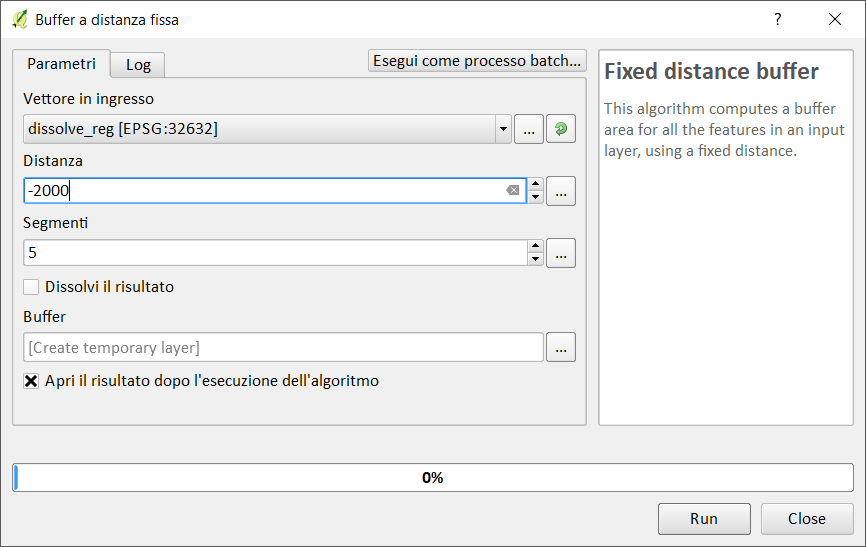 Buffer a distanza fissa
?
Parametri
Log
Esegui come processo batch...
Vettore in ingresso
dissolve_reg [EPSG:32632]
...
Distanza
-2000
...
Segmenti
5
...
Dissolvi il risultato
Buffer
[Create temporary layer]
...
Apri il risultato dopo l'esecuzione dell'algoritmo
Fixed distance buffer
This algorithm computes a buffer
area for all the features in an input
layer, using a fixed distance.
0%
Run
Close